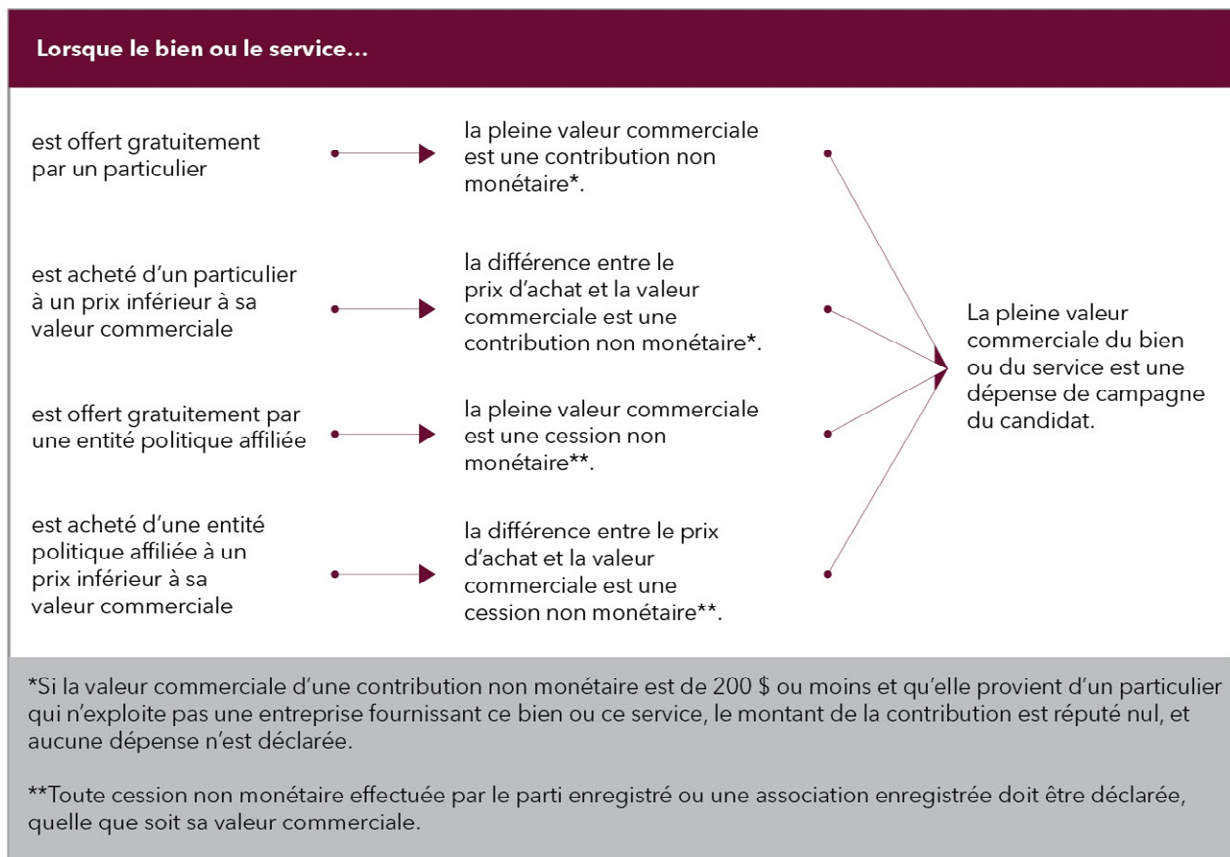 Lorsque le bien ou le service…
est offert gratuitement
par un particulier
la pleine valeur commerciale
est une contribution non
monétaire*.
est acheté d’un particulier
à un prix inférieur à sa
valeur commerciale
la différence entre le
prix d’achat et la valeur
commerciale est une
contribution non monétaire*.
est offert gratuitement par
une entité politique affiliée
la pleine valeur commerciale
est une cession non
monétaire**.
est acheté d’une entité
politique affiliée à un
prix inférieur à sa
valeur commerciale
la différence entre le prix
d’achat et la valeur
commerciale est une
cession non monétaire**.
La pleine valeur
commerciale du bien
ou du service est une
dépense de campagne
du candidat.
*Si la valeur commerciale d’une contribution non monétaire est de 200 $ ou moins et qu’elle provient d’un particulier
qui n’exploite pas une entreprise fournissant ce bien ou ce service, le montant de la contribution est réputé nul, et
aucune dépense n’est déclarée.
**Toute cession non monétaire effectuée par le parti enregistré ou une association enregistrée doit être déclarée,
quelle que soit sa valeur commerciale.